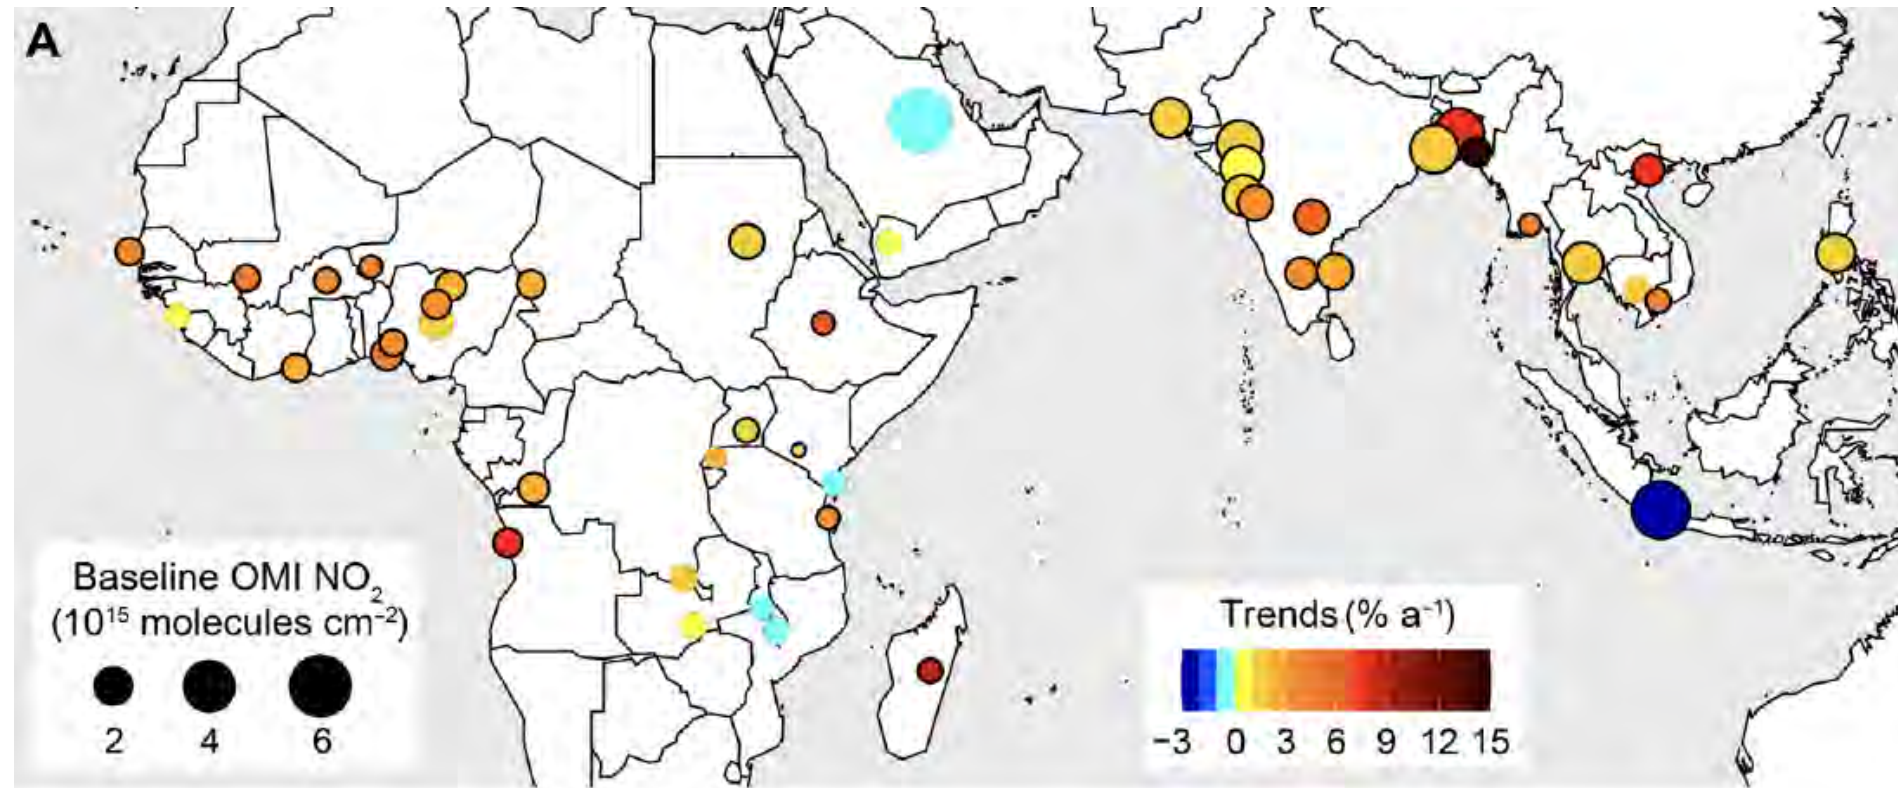 A
Baseline OMI NO₂
(10¹⁵ molecules cm⁻²)
2 4 6
Trends (% a⁻¹)
−3 0 3 6 9 12 15